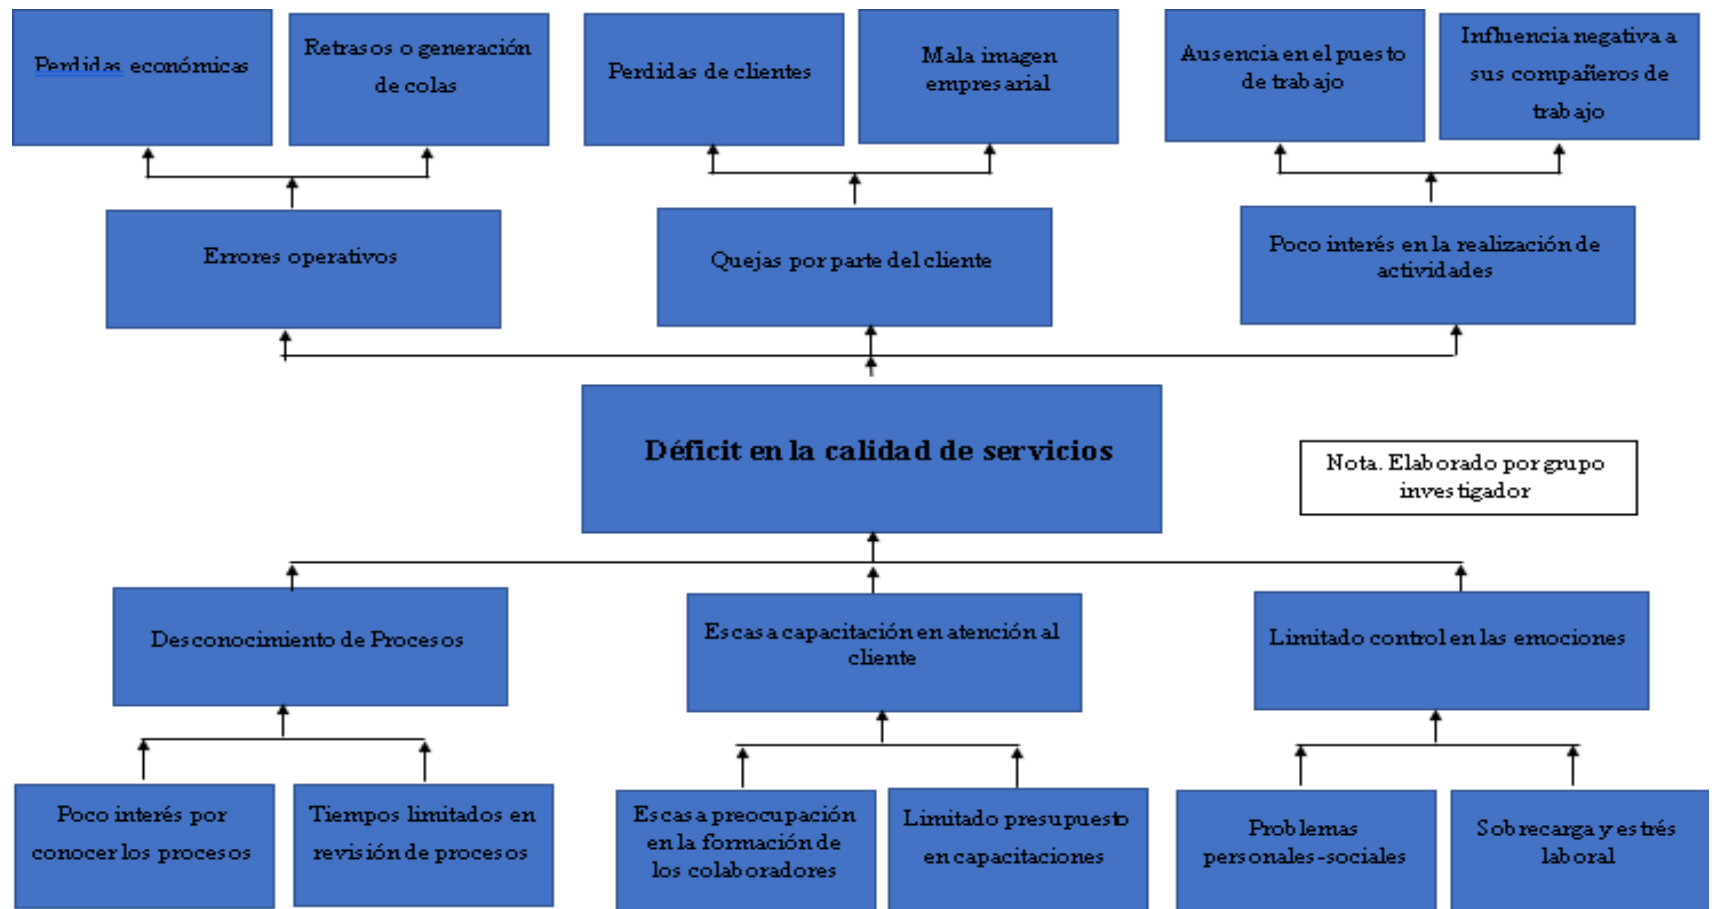 Perdidas económicas
Retrasos o generación
de colas
Perdidas de clientes
Mala imagen
empresarial
Ausencia en el puesto
de trabajo
Influencia negativa a
sus compañeros de
trabajo
Errores operativos
Quejas por parte del cliente
Poco interés en la realización de
actividades
Déficit en la calidad de servicios
Nota. Elaborado por grupo
investigador
Desconocimiento de Procesos
Escasa capacitación en atención al
cliente
Limitado control en las emociones
Poco interés por
conocer los procesos
Tiempos limitados en
revisión de procesos
Escasa preocupación
en la formación de
los colaboradores
Limitado presupuesto
en capacitaciones
Problemas
personales-sociales
Sobrecarga y estrés
laboral